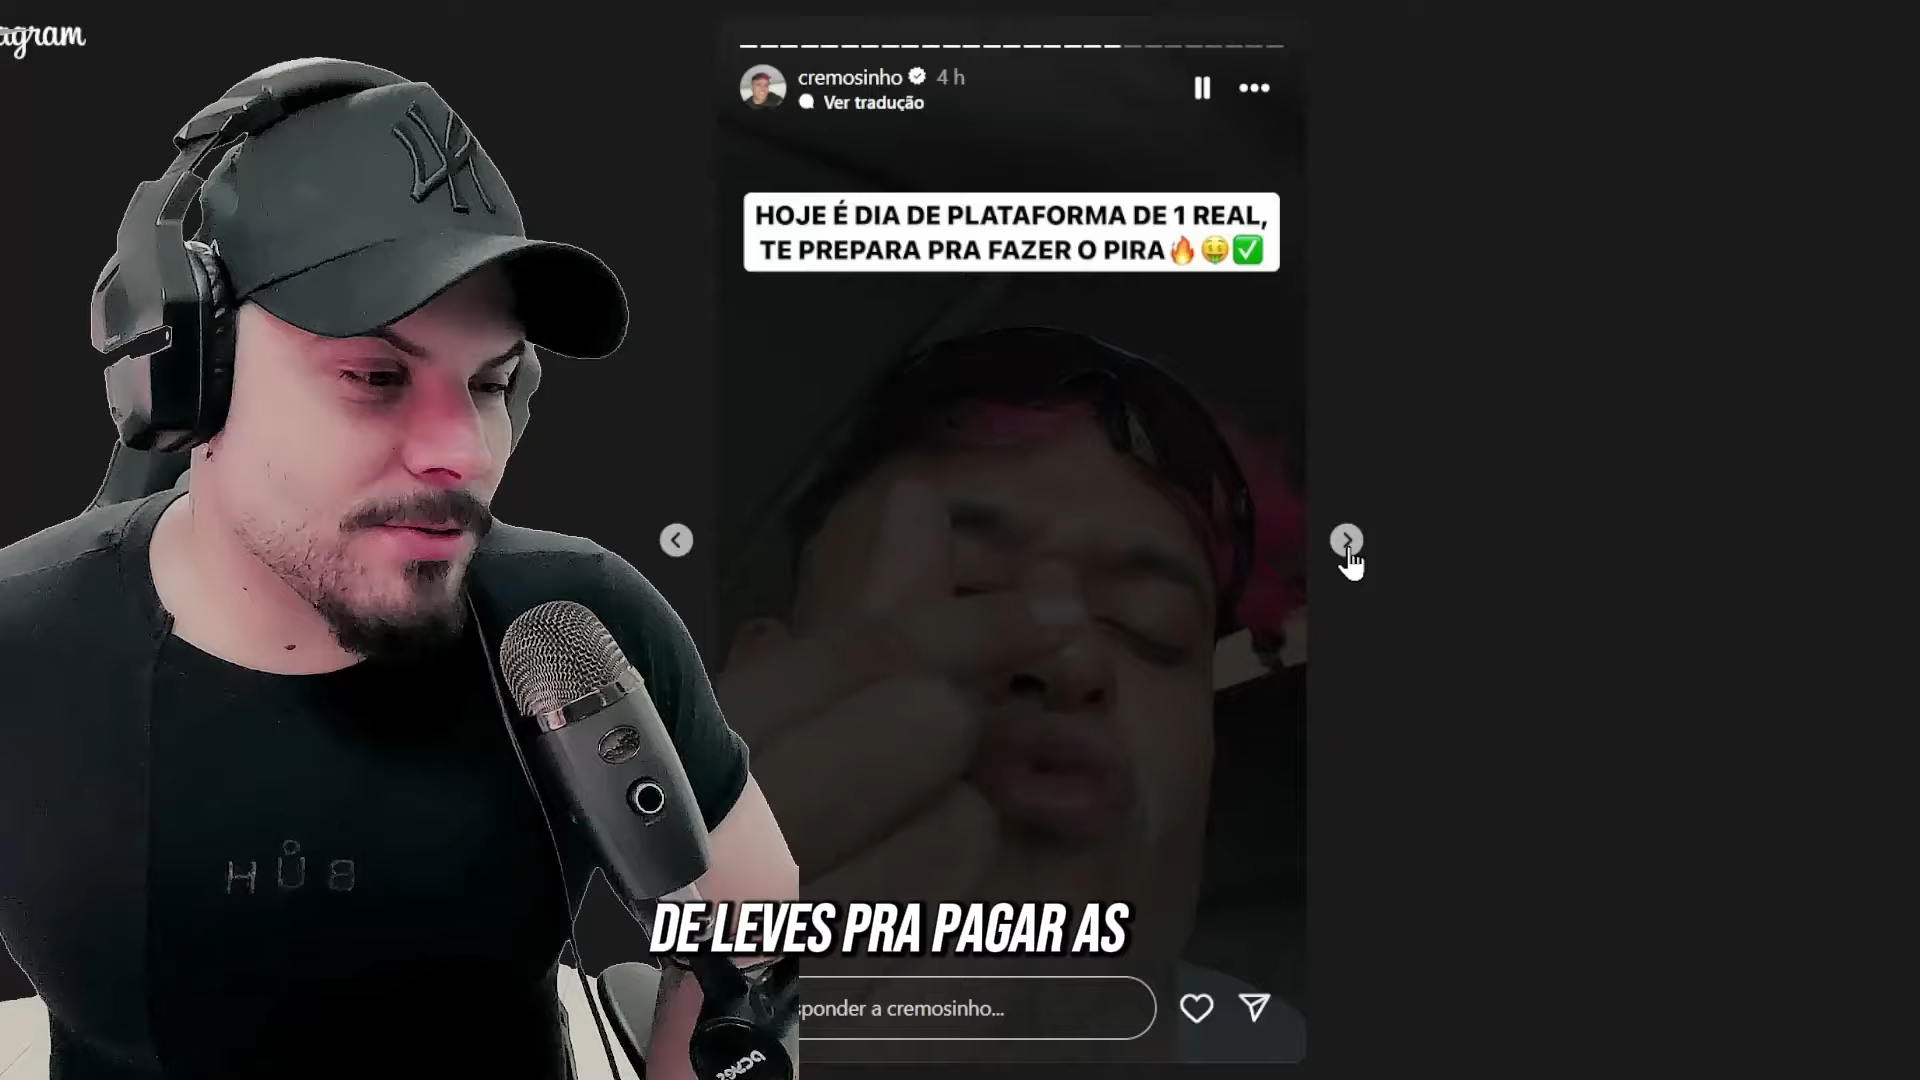 agram
cremosinho 4 h
Ver tradução
HOJE É DIA DE PLATAFORMA DE 1 REAL,
TE PREPARA PRA FAZER O PIRA🔥🤑✅
HŮB
DE LEVES PRA PAGAR AS
sponder a cremosinho...